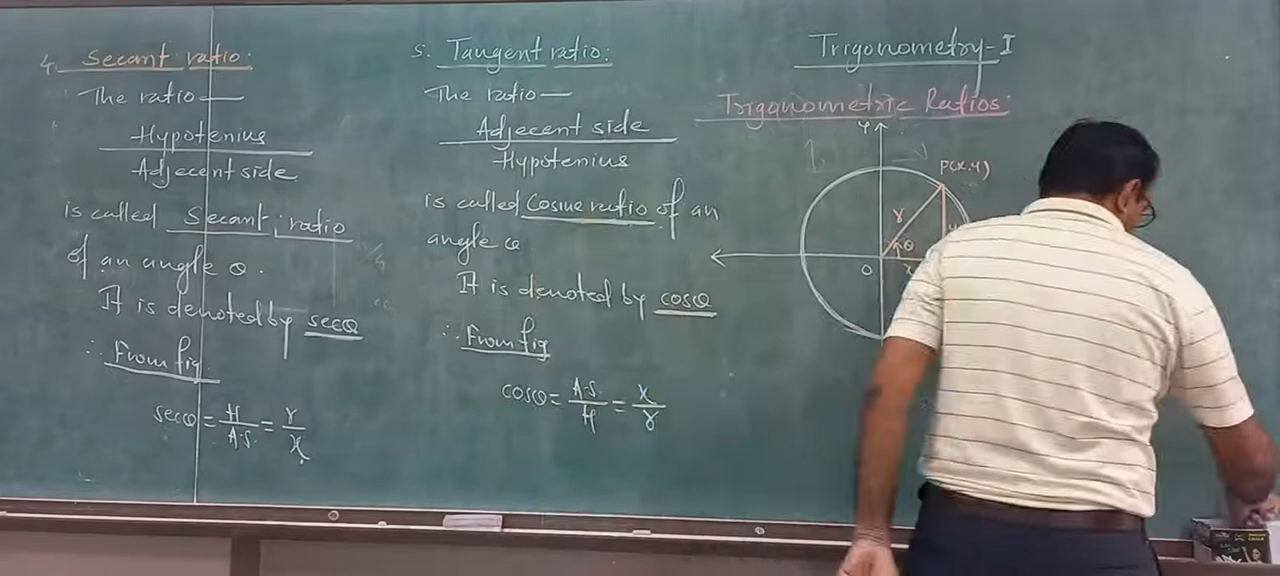 4. Secant ratio:
The ratio —
Hypotenius
Adjecent side
is called Secant ratio
of an angle θ.
It is denoted by secθ
∴ From fig
secθ = H/A.S. = r/x
5. Tangent ratio:
The ratio —
Adjecent side
Hypotenius
is called Cosine ratio of an
angle θ
It is denoted by cosθ
∴ From fig
cosθ = A.S./H = x/r
Trigonometry-I
Trigonometric Ratios:
Y
P(x,y)
r
θ
O
x